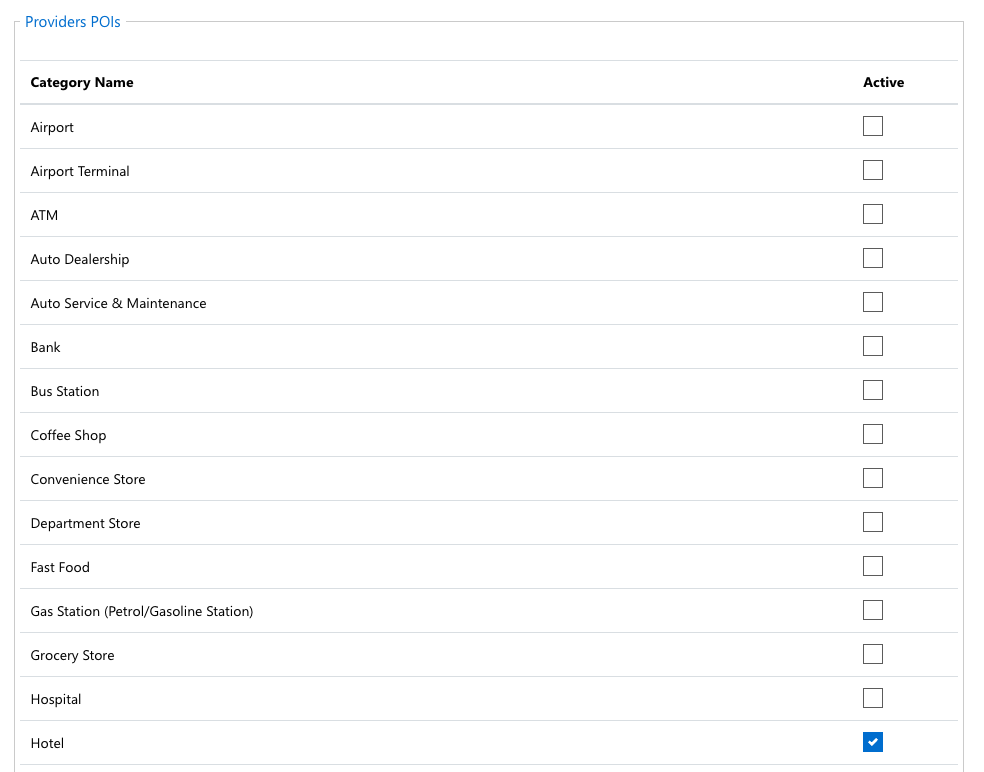 Providers POIs
Category Name Active
Airport
Airport Terminal
ATM
Auto Dealership
Auto Service & Maintenance
Bank
Bus Station
Coffee Shop
Convenience Store
Department Store
Fast Food
Gas Station (Petrol/Gasoline Station)
Grocery Store
Hospital
Hotel